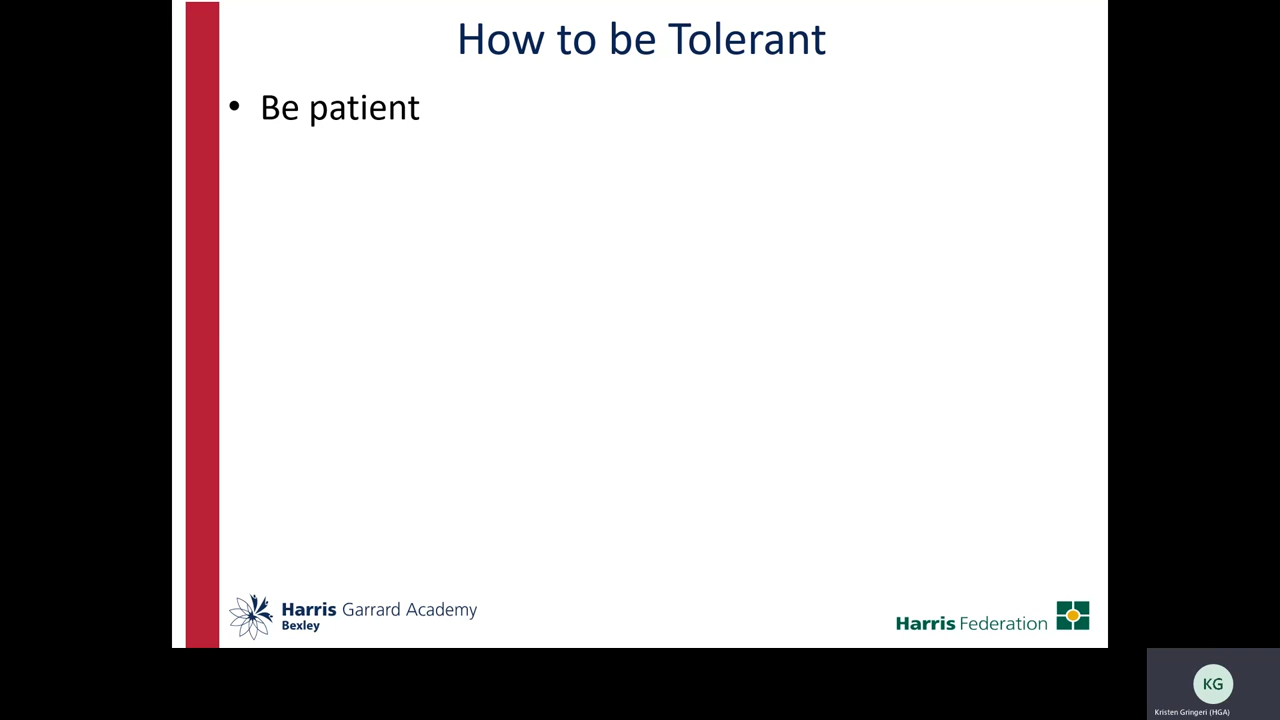 How to be Tolerant
• Be patient
Harris Garrard Academy
Bexley
Harris Federation
KG
Kristen Gringeri (HGA)